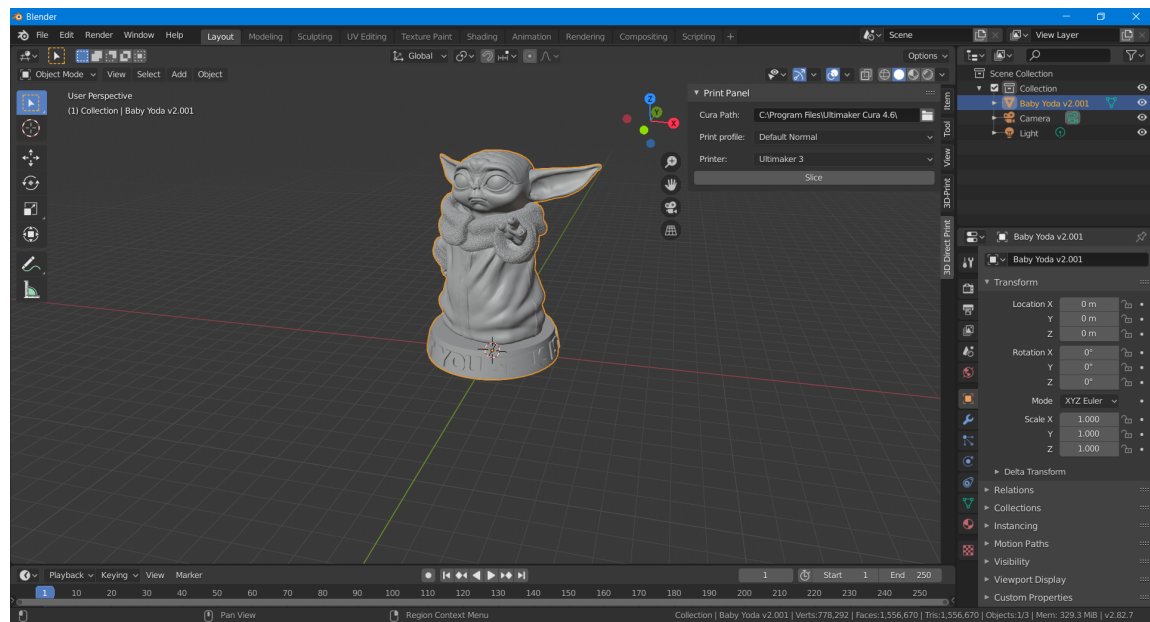 Blender
File Edit Render Window Help Layout Modeling Sculpting UV Editing Texture Paint Shading Animation Rendering Compositing Scripting + Scene View Layer
Global Options
Object Mode View Select Add Object
User Perspective
(1) Collection | Baby Yoda v2.001
Z
Y
X
YOU
Print Panel
Cura Path: C:\Program Files\Ultimaker Cura 4.6\
Print profile: Default Normal
Printer: Ultimaker 3
Slice
Item
Tool
View
3D-Print
3D Direct Print
Scene Collection
Collection
Baby Yoda v2.001
Camera
Light
Baby Yoda v2.001
Baby Yoda v2.001
Transform
Location X 0 m
Y 0 m
Z 0 m
Rotation X 0°
Y 0°
Z 0°
Mode XYZ Euler
Scale X 1.000
Y 1.000
Z 1.000
Delta Transform
Relations
Collections
Instancing
Motion Paths
Visibility
Viewport Display
Custom Properties
Playback Keying View Marker 1 Start 1 End 250
1 10 20 30 40 50 60 70 80 90 100 110 120 130 140 150 160 170 180 190 200 210 220 230 240 250
Pan View Region Context Menu Collection | Baby Yoda v2.001 | Verts:778,292 | Faces:1,556,670 | Tris:1,556,670 | Objects:1/3 | Mem: 329.3 MiB | v2.82.7